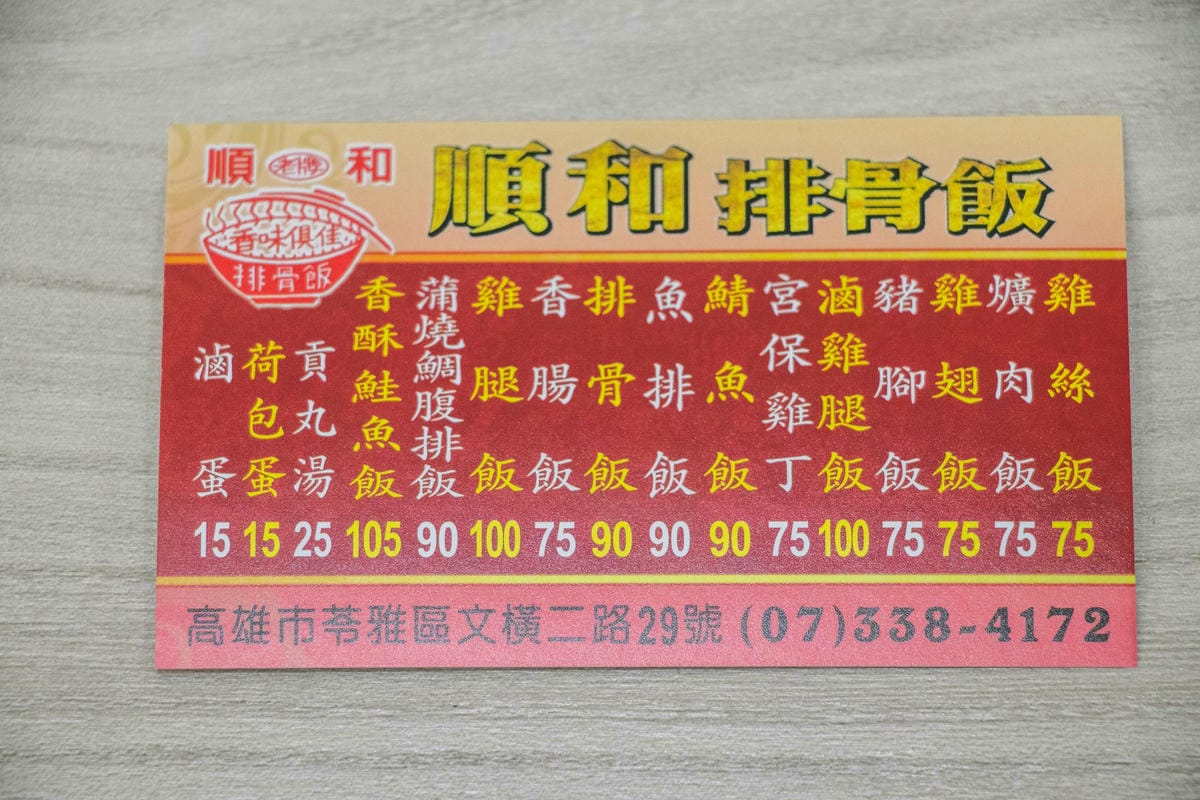 順 老牌 和
香味俱佳
排骨飯
順和 排骨飯
雞絲飯 75
爌肉飯 75
雞翅飯 75
豬腳飯 75
滷雞腿飯 100
宮保雞丁 75
鯖魚飯 90
魚排飯 90
排骨飯 90
香腸飯 75
雞腿飯 100
蒲燒鯛腹排飯 90
香酥鮭魚飯 105
貢丸湯 25
荷包蛋 15
滷蛋 15
高雄市苓雅區文橫二路29號 (07)338-4172